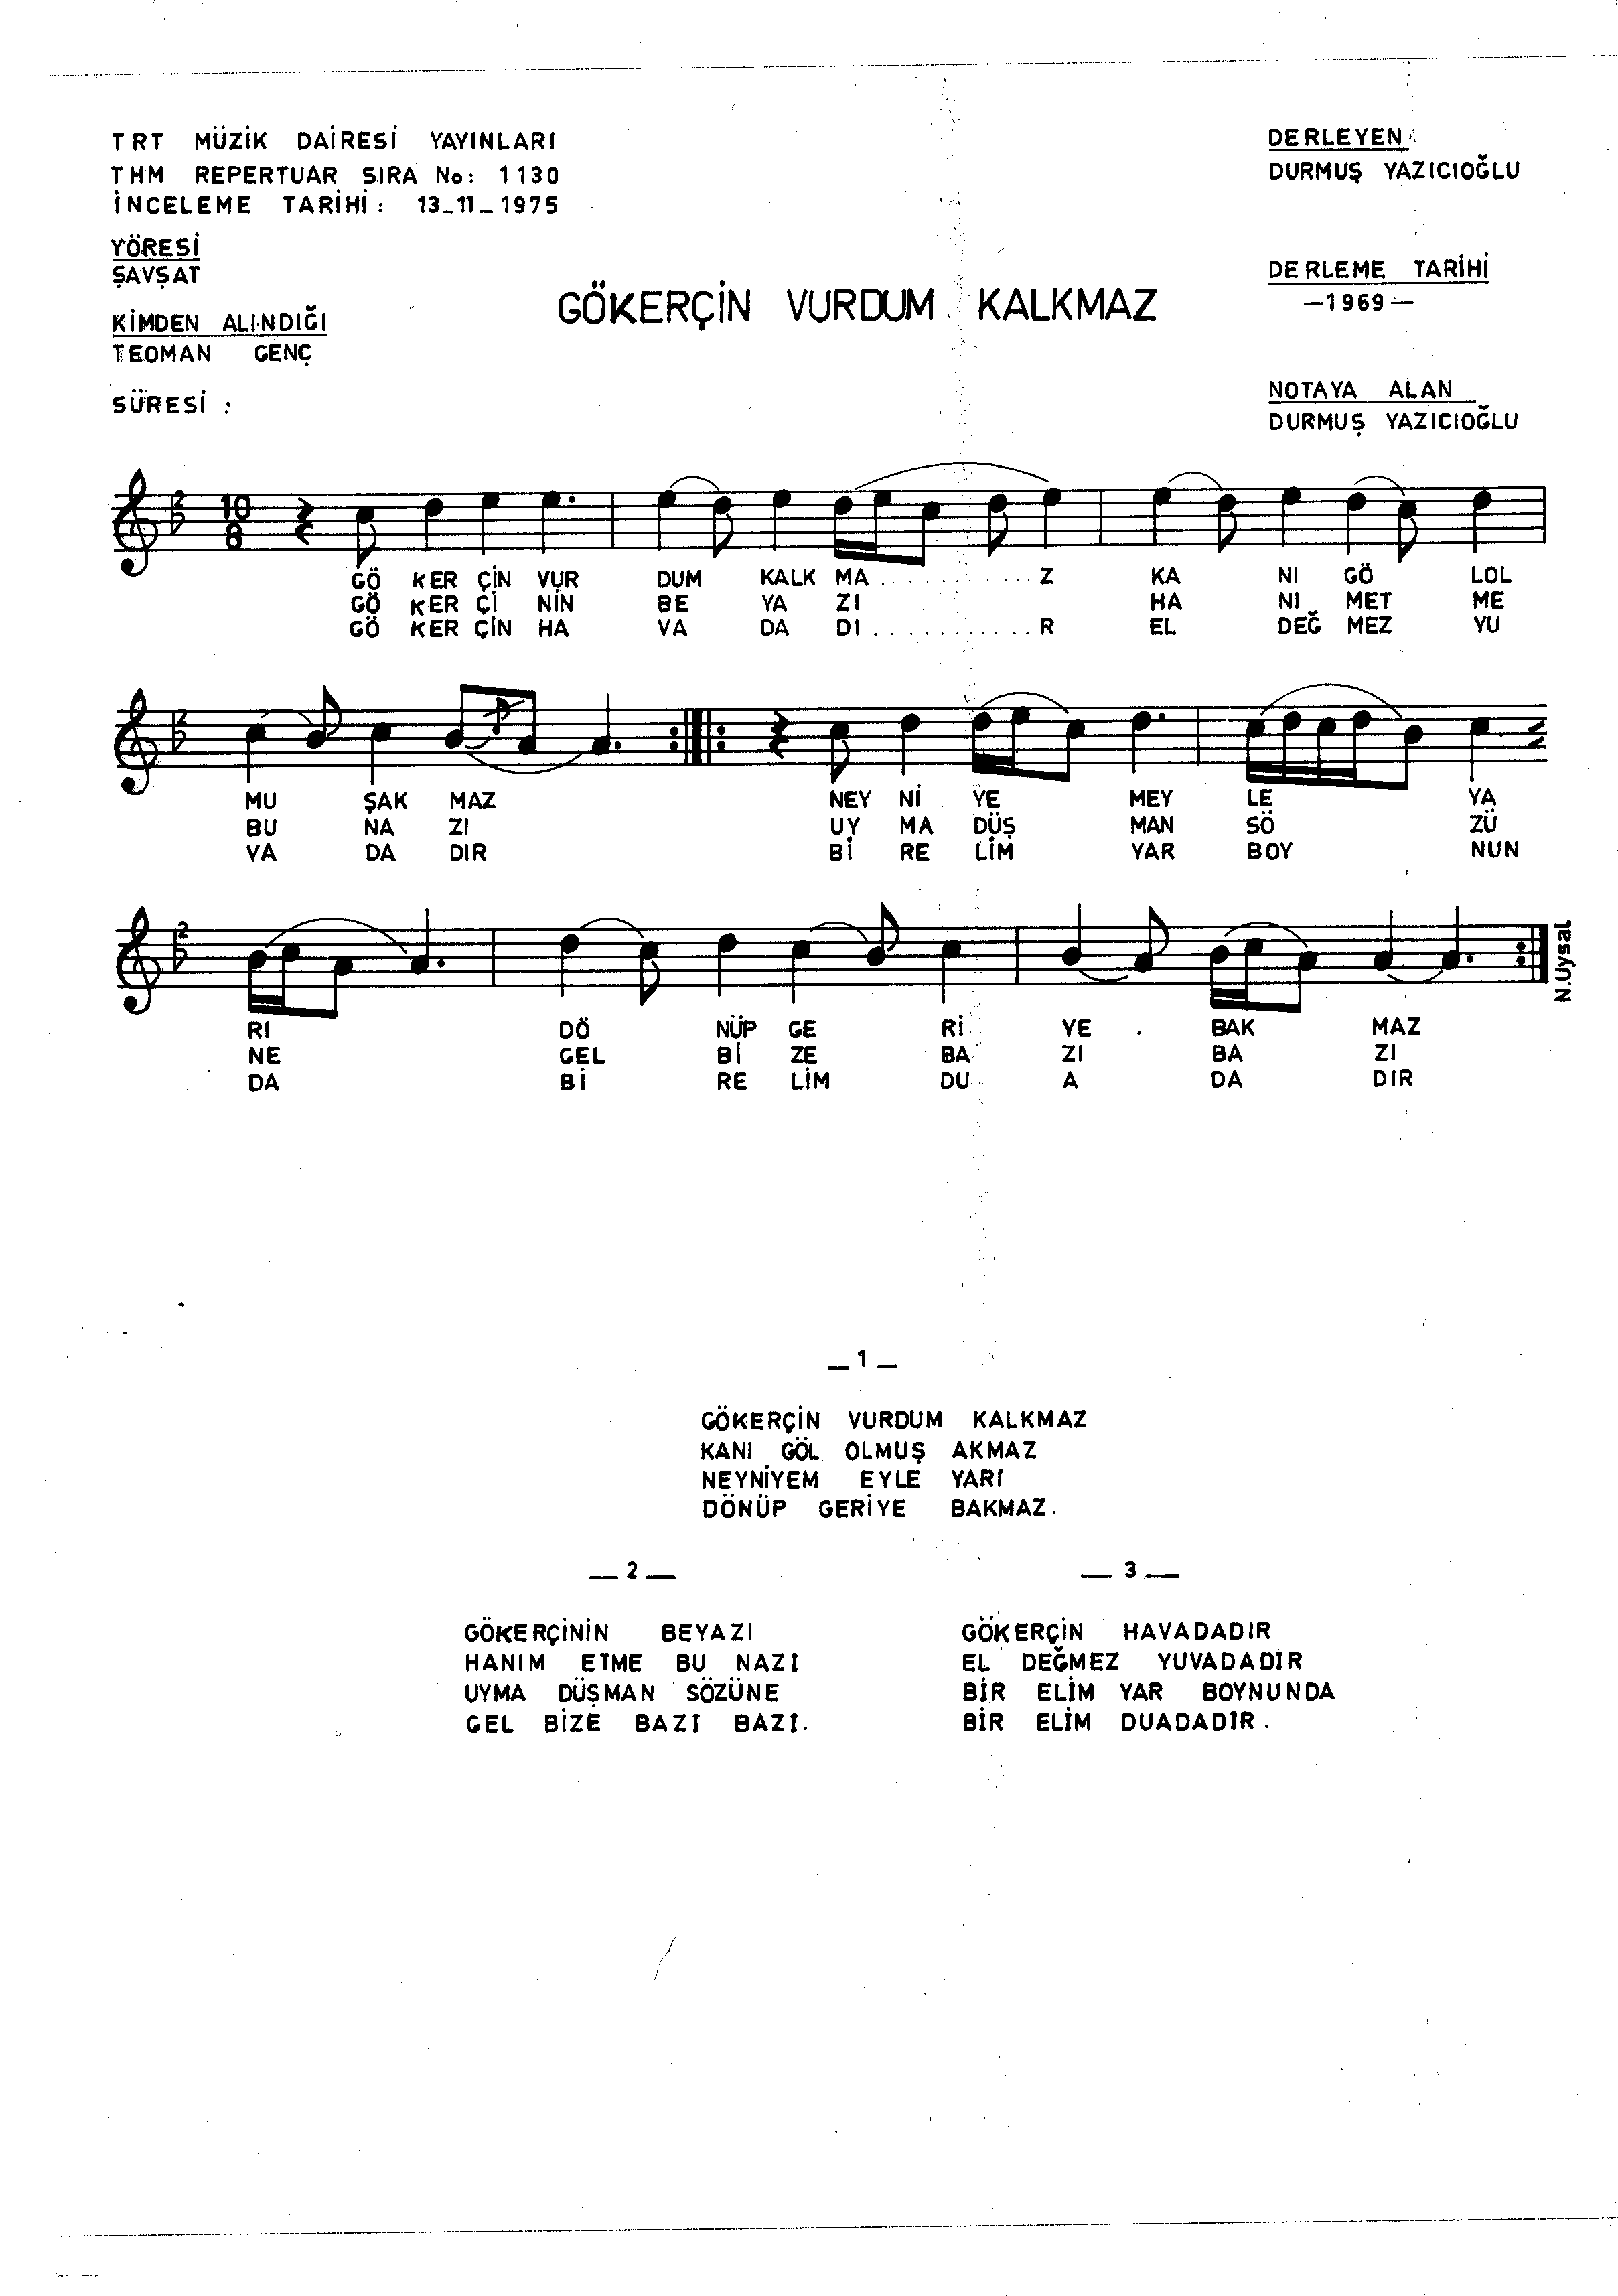 TRT MÜZİK DAİRESİ YAYINLARI
THM REPERTUAR SIRA No: 1130
İNCELEME TARİHİ: 13_11_1975
YÖRESİ
ŞAVŞAT
KİMDEN ALINDIĞI
TEOMAN GENÇ
SÜRESİ :
GÖKERÇİN VURDUM KALKMAZ
DERLEYEN
DURMUŞ YAZICIOĞLU
DERLEME TARİHİ
—1969—
NOTAYA ALAN
DURMUŞ YAZICIOĞLU
2
10
8
GÖ KER ÇİN VUR DUM KALK MA............Z KA NI GÖ LOL
GÖ KER Çİ NİN BE YA ZI HA NI MET ME
GÖ KER ÇİN HA VA DA DI............R EL DEĞ MEZ YU
2
MU ŞAK MAZ NEY Nİ YE MEY LE YA
BU NA ZI UY MA DÜŞ MAN SÖ ZÜ
VA DA DIR Bİ RE LİM YAR BOY NUN
2
RI DÖ NÜP GE Rİ YE . BAK MAZ
NE GEL Bİ ZE BA ZI BA ZI
DA Bİ RE LİM DU A DA DIR
N.Uysal
_1_
GÖKERÇİN VURDUM KALKMAZ
KANI GÖL OLMUŞ AKMAZ
NEYNİYEM EYLE YARI
DÖNÜP GERİYE BAKMAZ.
_2_
GÖKERÇİNİN BEYAZI
HANIM ETME BU NAZI
UYMA DÜŞMAN SÖZÜNE
GEL BİZE BAZI BAZI.
_3_
GÖKERÇİN HAVADADIR
EL DEĞMEZ YUVADADIR
BİR ELİM YAR BOYNUNDA
BİR ELİM DUADADIR.